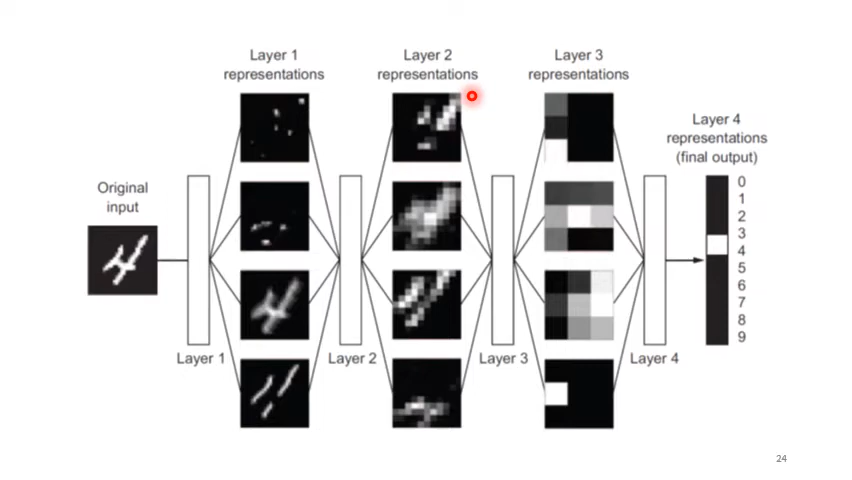 Layer 1
representations
Layer 2
representations
Layer 3
representations
Layer 4
representations
(final output)
Original
input
0
1
2
3
4
5
6
7
8
9
Layer 1
Layer 2
Layer 3
Layer 4
24